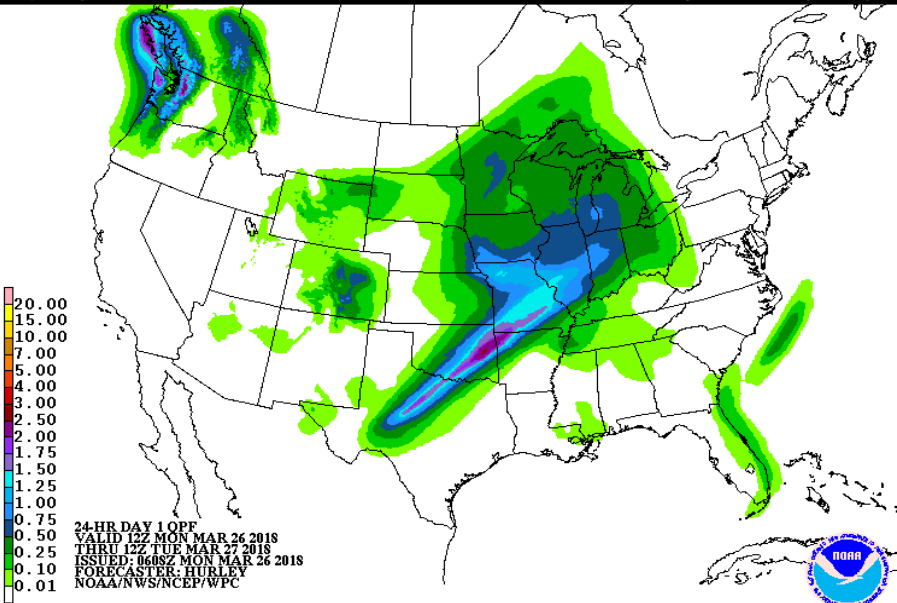 20.00
15.00
10.00
7.00
5.00
4.00
3.00
2.50
2.00
1.75
1.50
1.25
1.00
0.75
0.50
0.25
0.10
0.01
24-HR DAY 1 QPF
VALID 12Z MON MAR 26 2018
THRU 12Z TUE MAR 27 2018
ISSUED: 0608Z MON MAR 26 2018
FORECASTER: HURLEY
NOAA/NWS/NCEP/WPC
NOAA